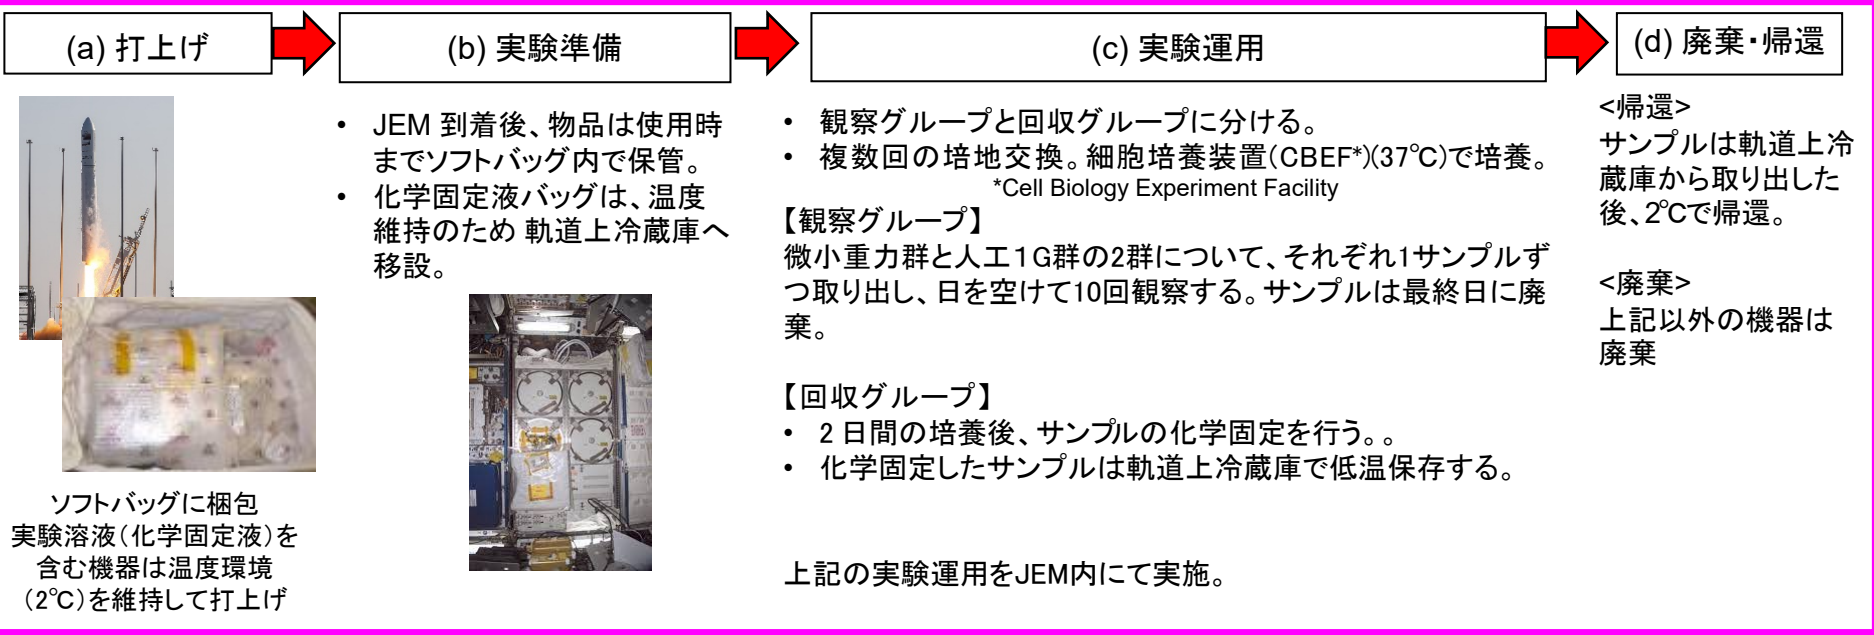 (a) 打上げ
ソフトバッグに梱包
実験溶液(化学固定液)を
含む機器は温度環境
(2℃)を維持して打上げ
(b) 実験準備
• JEM 到着後、物品は使用時
までソフトバッグ内で保管。
• 化学固定液バッグは、温度
維持のため 軌道上冷蔵庫へ
移設。
(c) 実験運用
• 観察グループと回収グループに分ける。
• 複数回の培地交換。細胞培養装置(CBEF*)(37℃)で培養。
*Cell Biology Experiment Facility
【観察グループ】
微小重力群と人工1G群の2群について、それぞれ1サンプルず
つ取り出し、日を空けて10回観察する。サンプルは最終日に廃
棄。
【回収グループ】
• 2 日間の培養後、サンプルの化学固定を行う。。
• 化学固定したサンプルは軌道上冷蔵庫で低温保存する。
上記の実験運用をJEM内にて実施。
(d) 廃棄・帰還
<帰還>
サンプルは軌道上冷
蔵庫から取り出した
後、2℃で帰還。
<廃棄>
上記以外の機器は
廃棄